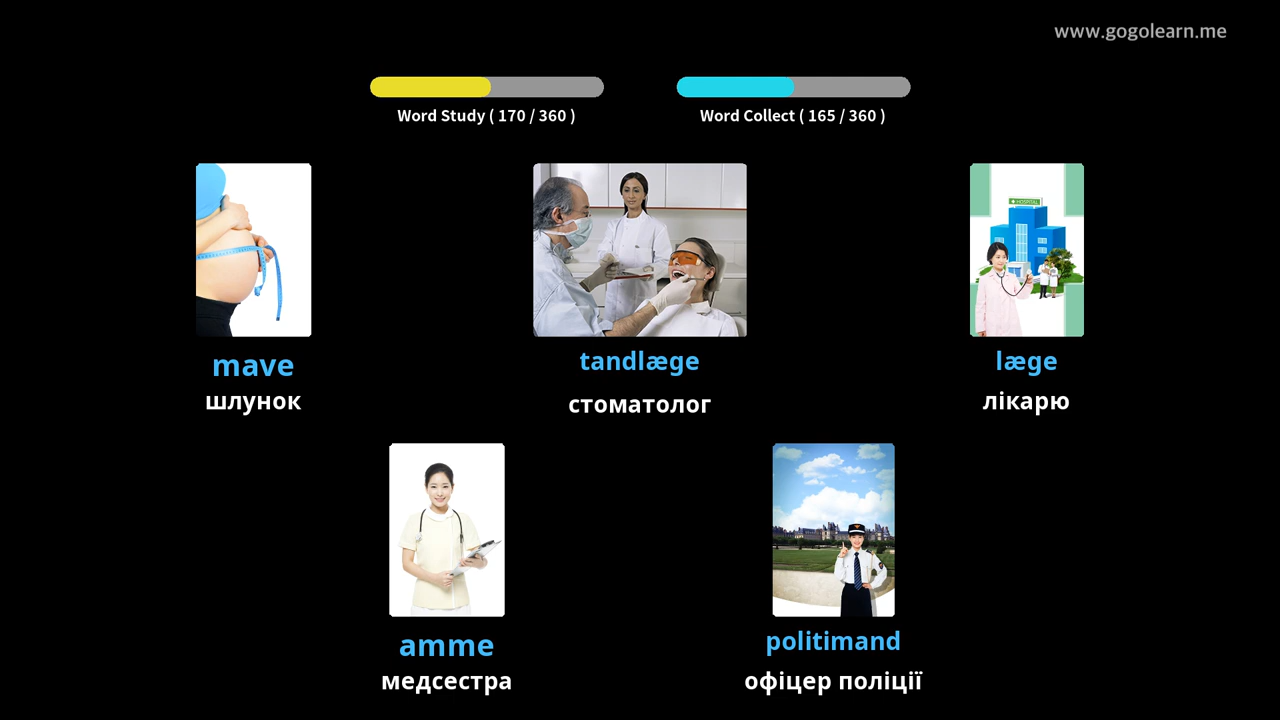 www.gogolearn.me
Word Study ( 170 / 360 )
Word Collect ( 165 / 360 )
HOSPITAL
mave
шлунок
tandlæge
стоматолог
læge
лікарю
amme
медсестра
politimand
офіцер поліції